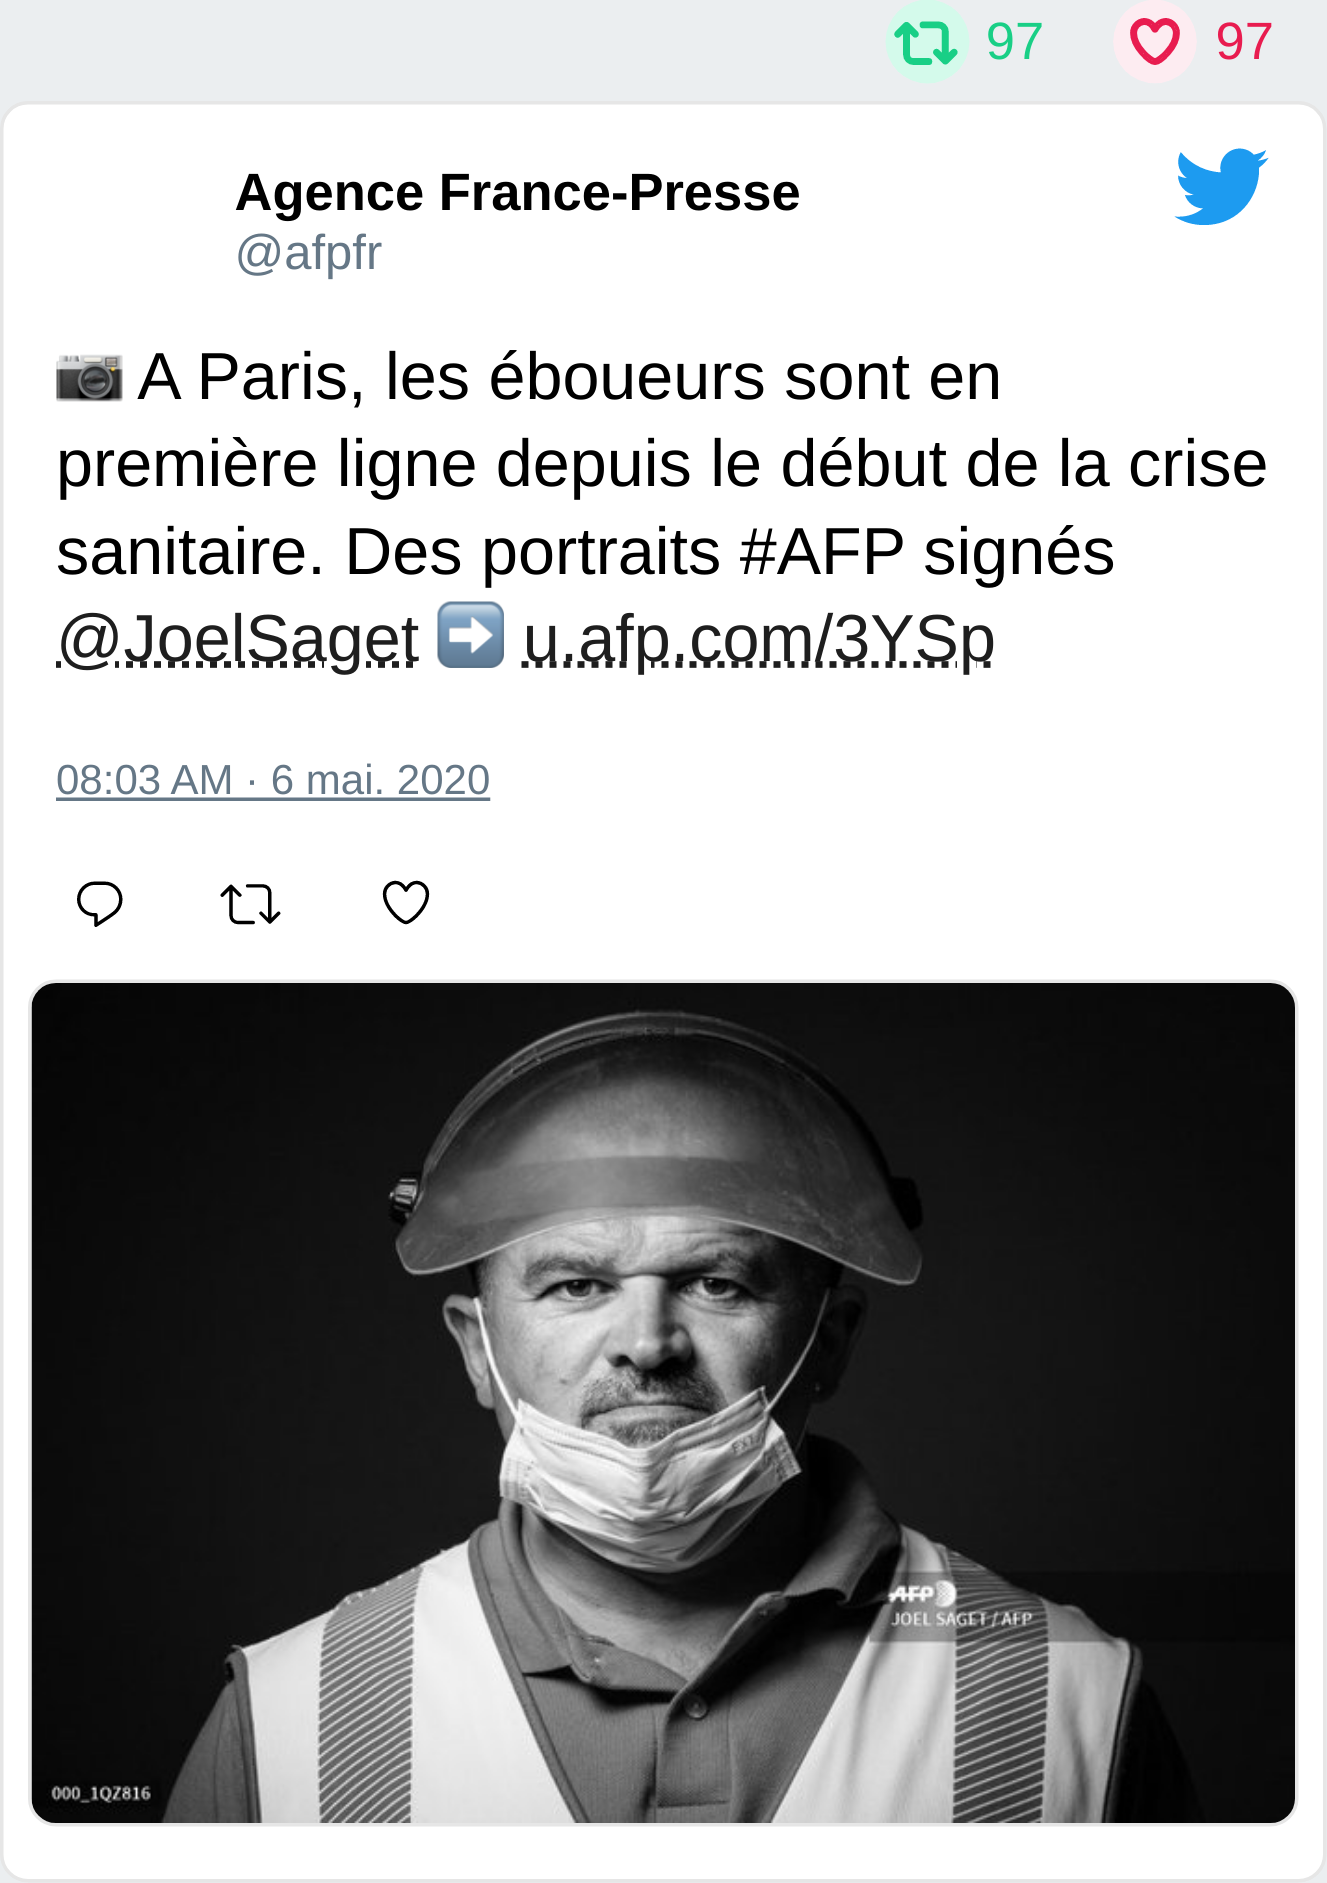 97 97
Agence France-Presse
@afpfr
📷 A Paris, les éboueurs sont en
première ligne depuis le début de la crise
sanitaire. Des portraits #AFP signés
@JoelSaget ➡️ u.afp.com/3YSp
08:03 AM · 6 mai. 2020
AFP
JOEL SAGET / AFP
000_1QZ816